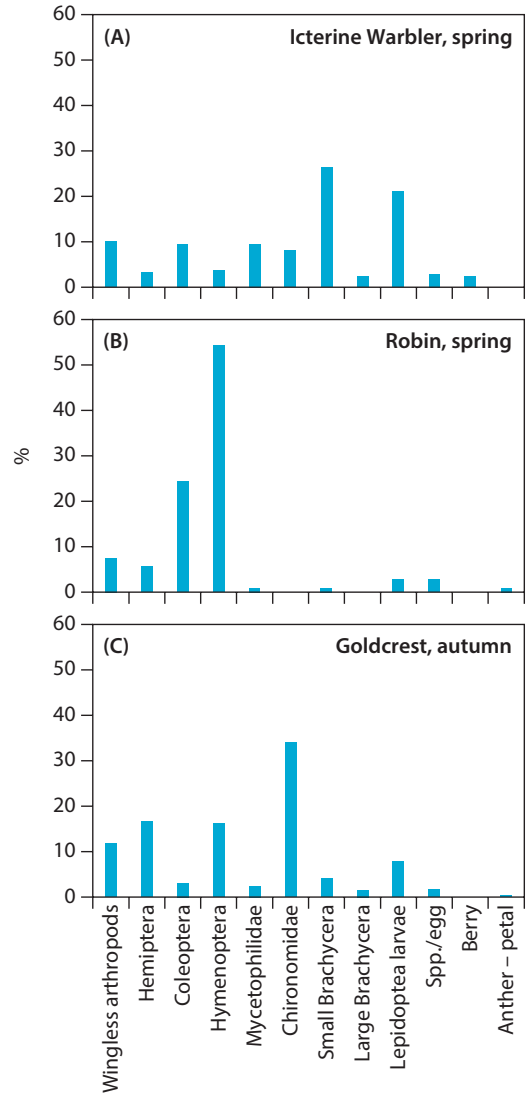 60
50
40
30
20
10
0
(A) Icterine Warbler, spring
60
50
40
30
20
10
0
(B) Robin, spring
%
60
50
40
30
20
10
0
(C) Goldcrest, autumn
Wingless arthropods
Hemiptera
Coleoptera
Hymenoptera
Mycetophilidae
Chironomidae
Small Brachycera
Large Brachycera
Lepidoptea larvae
Spp./egg
Berry
Anther – petal